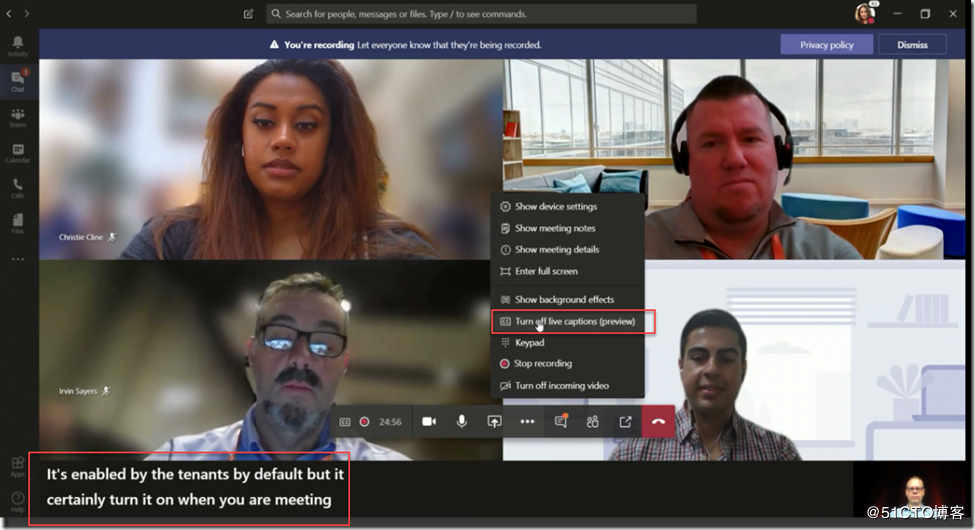 Search for people, messages or files. Type / to see commands.
You're recording Let everyone know that they're being recorded.
Privacy policy
Dismiss
Activity
Chat
Teams
Calendar
Calls
Files
Christie Cline
Show device settings
Show meeting notes
Show meeting details
Enter full screen
Show background effects
Turn off live captions (preview)
Keypad
Stop recording
Turn off incoming video
Irvin Sayers
24:56
Apps
Help
It's enabled by the tenants by default but it
certainly turn it on when you are meeting
@51CTO博客